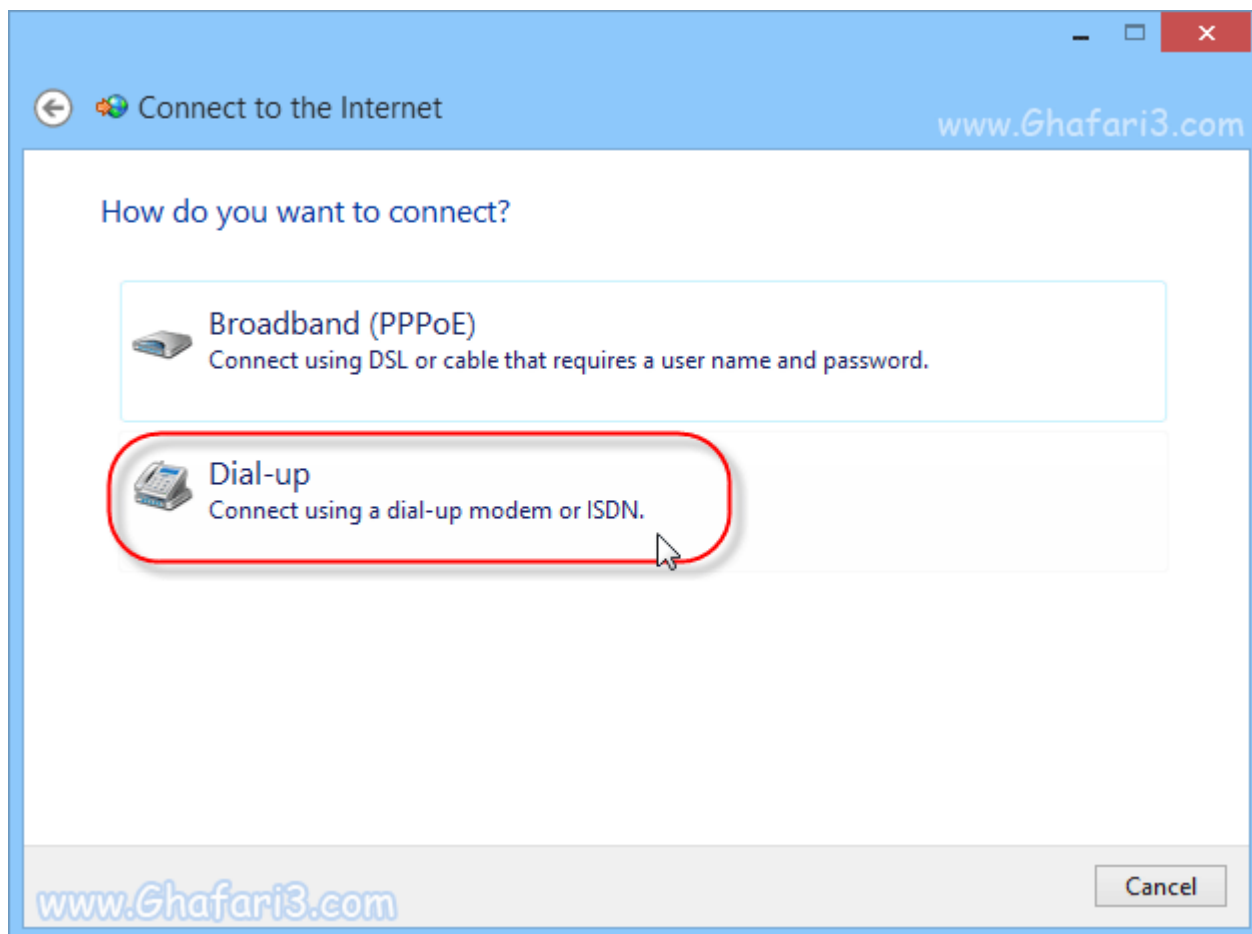 Connect to the Internet
www.Ghafari3.com
How do you want to connect?
Broadband (PPPoE)
Connect using DSL or cable that requires a user name and password.
Dial-up
Connect using a dial-up modem or ISDN.
Cancel
www.Ghafari3.com